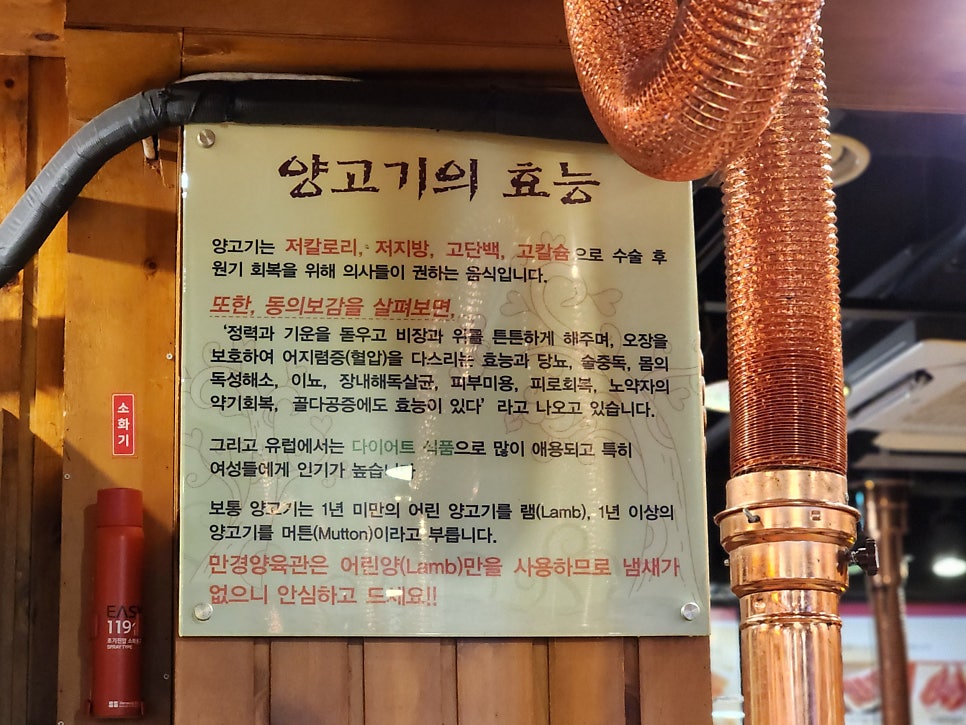 양고기의 효능
양고기는 저칼로리, 저지방, 고단백, 고칼슘으로 수술 후
원기 회복을 위해 의사들이 권하는 음식입니다.
또한, 동의보감을 살펴보면,
'정력과 기운을 돋우고 비장과 위를 튼튼하게 해주며, 오장을
보호하여 어지렴증(혈압)을 다스리는 효능과 당뇨, 술중독, 몸의
독성해소, 이뇨, 장내해독살균, 피부미용, 피로회복, 노약자의
약기회복, 골다공증에도 효능이 있다' 라고 나오고 있습니다.
그리고 유럽에서는 다이어트 식품으로 많이 애용되고 특히
여성들에게 인기가 높습니다
보통 양고기는 1년 미만의 어린 양고기를 램(Lamb), 1년 이상의
양고기를 머튼(Mutton)이라고 부릅니다.
만경양육관은 어린양(Lamb)만을 사용하므로 냄새가
없으니 안심하고 드세요!!
소화기
EASY
119
초기진압 소화용구
SPRAY TYPE